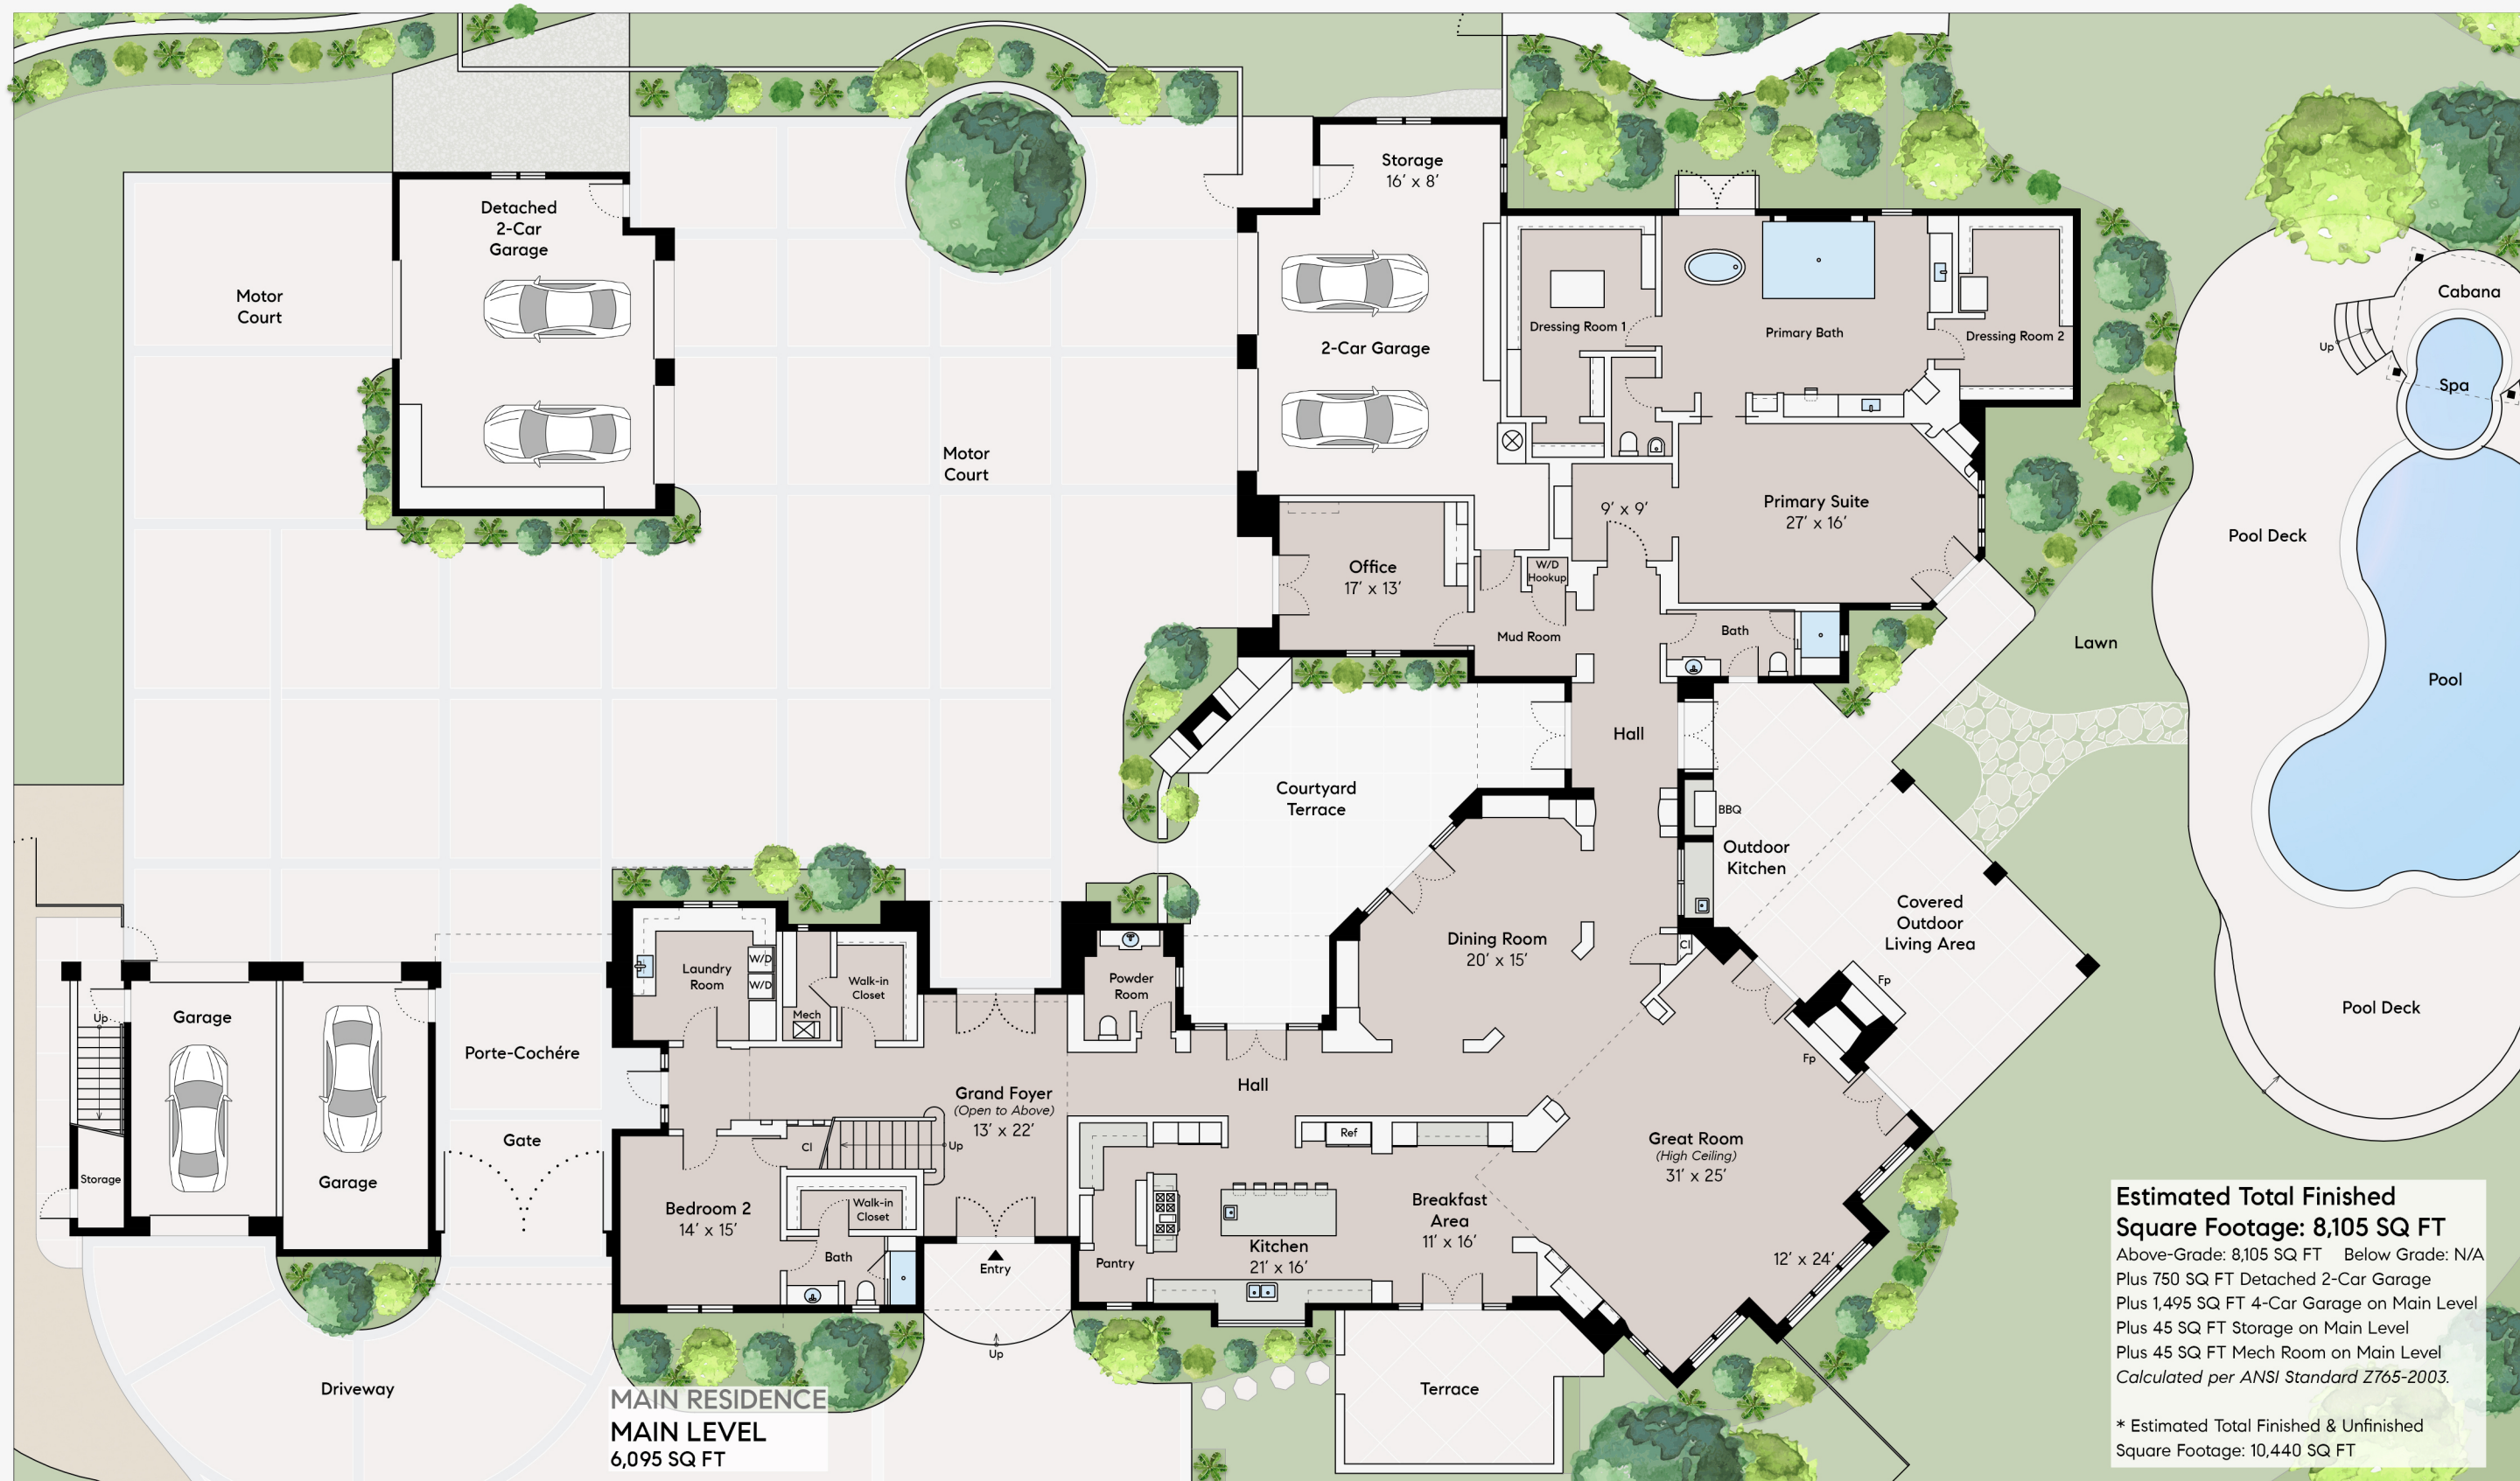 Storage
16' x 8'
Detached
2-Car
Garage
Motor
Court
Cabana
Dressing Room 1
Primary Bath
Dressing Room 2
2-Car Garage
Up
Spa
Motor
Court
9' x 9'
Primary Suite
27' x 16'
Pool Deck
Office
17' x 13'
W/D
Hookup
Mud Room
Bath
Lawn
Pool
Hall
Courtyard
Terrace
BBQ
Outdoor
Kitchen
Covered
Outdoor
Living Area
Dining Room
20' x 15'
Cl
Laundry
Room
W/D
W/D
Walk-in
Closet
Mech
Powder
Room
Fp
Fp
Pool Deck
Up
Garage
Porte-Cochére
Grand Foyer
(Open to Above)
13' x 22'
Hall
Gate
Cl
Up
Ref
Great Room
(High Ceiling)
31' x 25'
Storage
Garage
Bedroom 2
14' x 15'
Walk-in
Closet
Bath
Entry
Pantry
Kitchen
21' x 16'
Breakfast
Area
11' x 16'
12' x 24'
Up
Driveway
Terrace
MAIN RESIDENCE
MAIN LEVEL
6,095 SQ FT
Estimated Total Finished
Square Footage: 8,105 SQ FT
Above-Grade: 8,105 SQ FT Below Grade: N/A
Plus 750 SQ FT Detached 2-Car Garage
Plus 1,495 SQ FT 4-Car Garage on Main Level
Plus 45 SQ FT Storage on Main Level
Plus 45 SQ FT Mech Room on Main Level
Calculated per ANSI Standard Z765-2003.
* Estimated Total Finished & Unfinished
Square Footage: 10,440 SQ FT